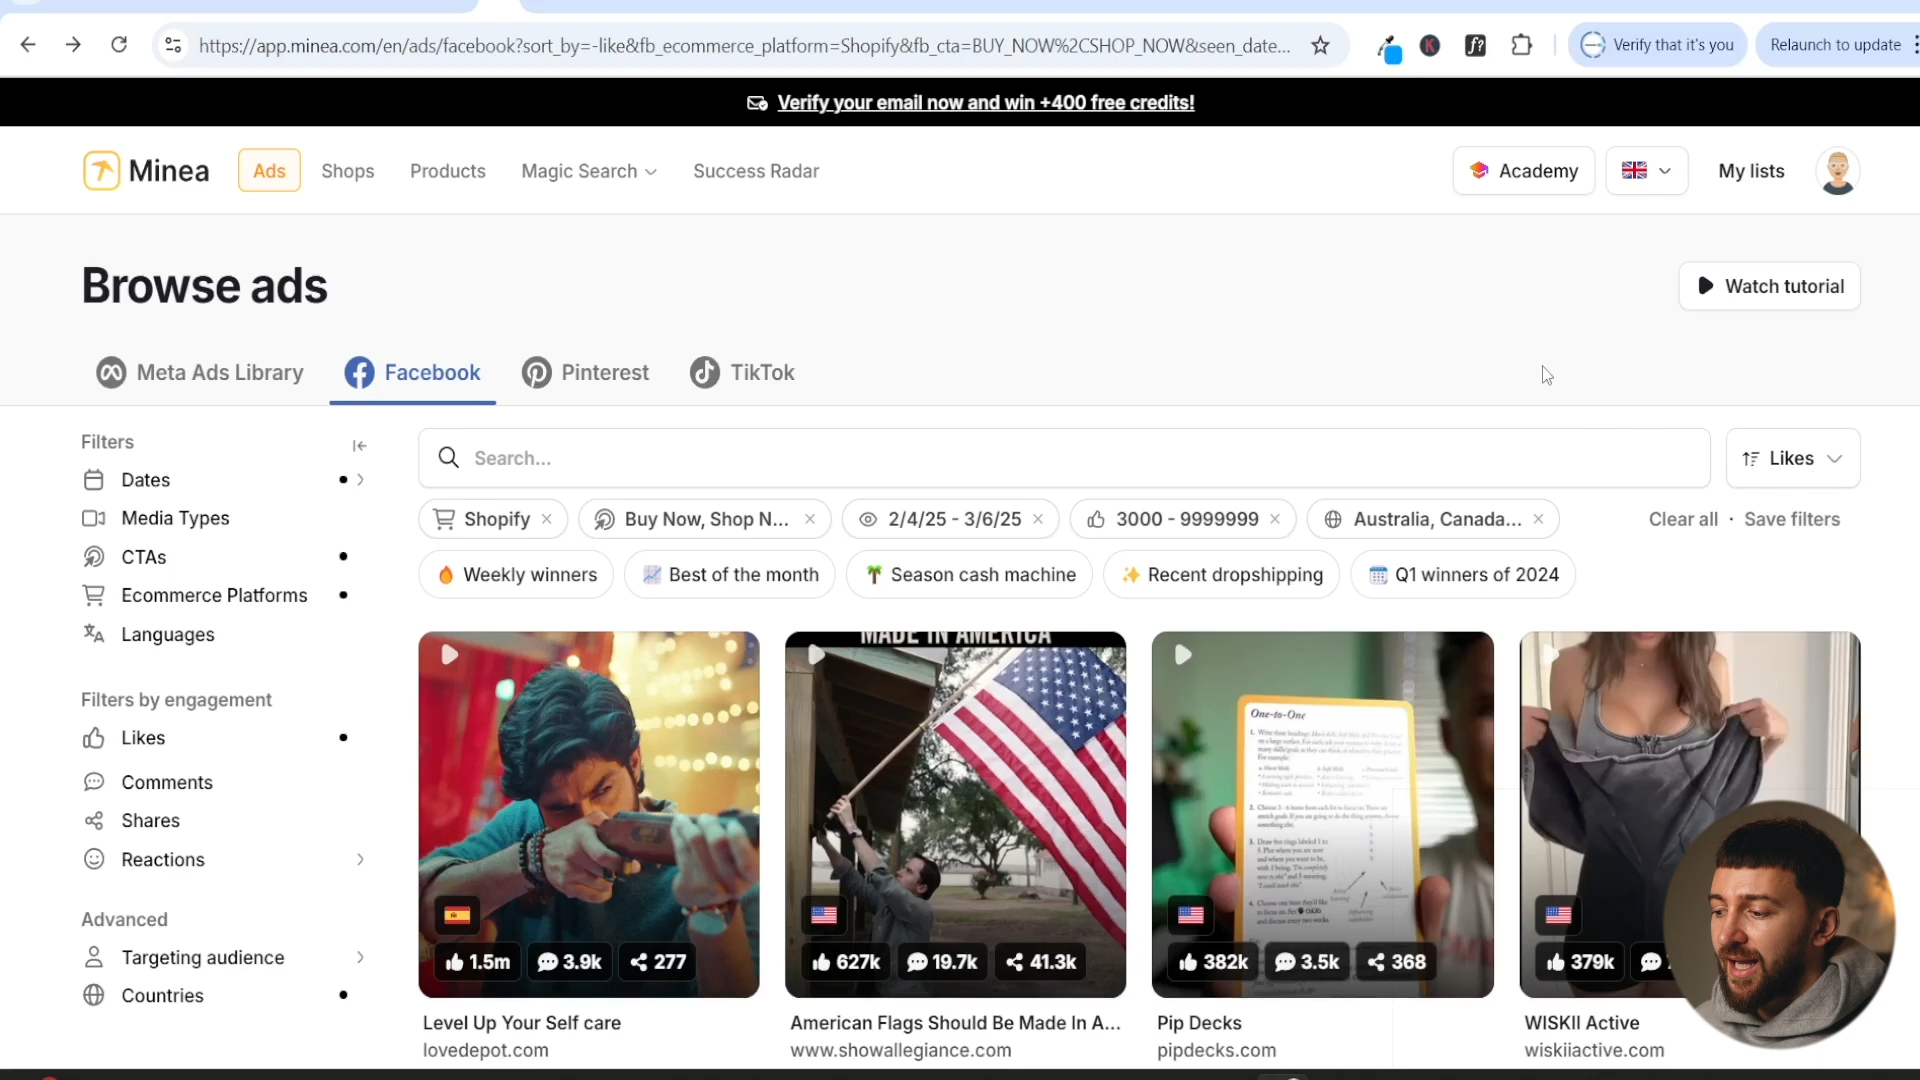 https://app.minea.com/en/ads/facebook?sort_by=-like&fb_ecommerce_platform=Shopify&fb_cta=BUY_NOW%2CSHOP_NOW&seen_date...
Verify that it's you
Relaunch to update
Verify your email now and win +400 free credits!
Minea
Ads
Shops
Products
Magic Search
Success Radar
Academy
My lists
Browse ads
Watch tutorial
Meta Ads Library
Facebook
Pinterest
TikTok
Filters
Dates
Media Types
CTAs
Ecommerce Platforms
Languages
Filters by engagement
Likes
Comments
Shares
Reactions
Advanced
Targeting audience
Countries
Search...
Likes
Shopify
Buy Now, Shop N...
2/4/25 - 3/6/25
3000 - 9999999
Australia, Canada...
Clear all · Save filters
Weekly winners
Best of the month
Season cash machine
Recent dropshipping
Q1 winners of 2024
1.5m 3.9k 277
Level Up Your Self care
lovedepot.com
MADE IN AMERICA
627k 19.7k 41.3k
American Flags Should Be Made In A...
www.showallegiance.com
One-to-One
382k 3.5k 368
Pip Decks
pipdecks.com
379k
WISKII Active
wiskiiactive.com